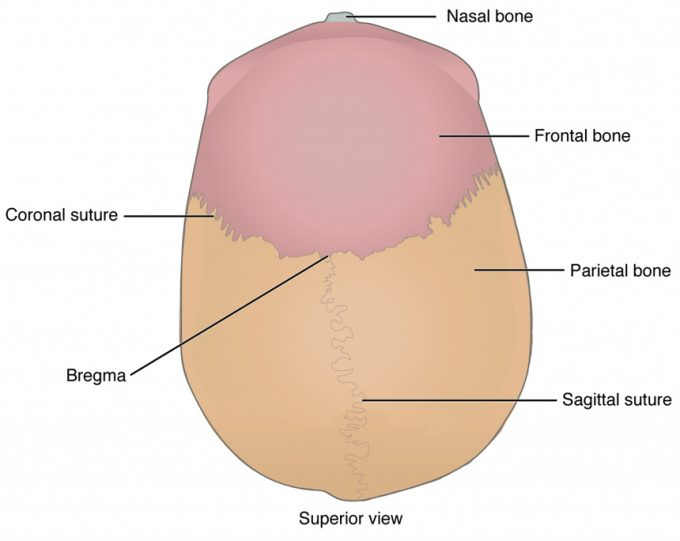 Nasal bone
Frontal bone
Coronal suture
Parietal bone
Bregma
Sagittal suture
Superior view